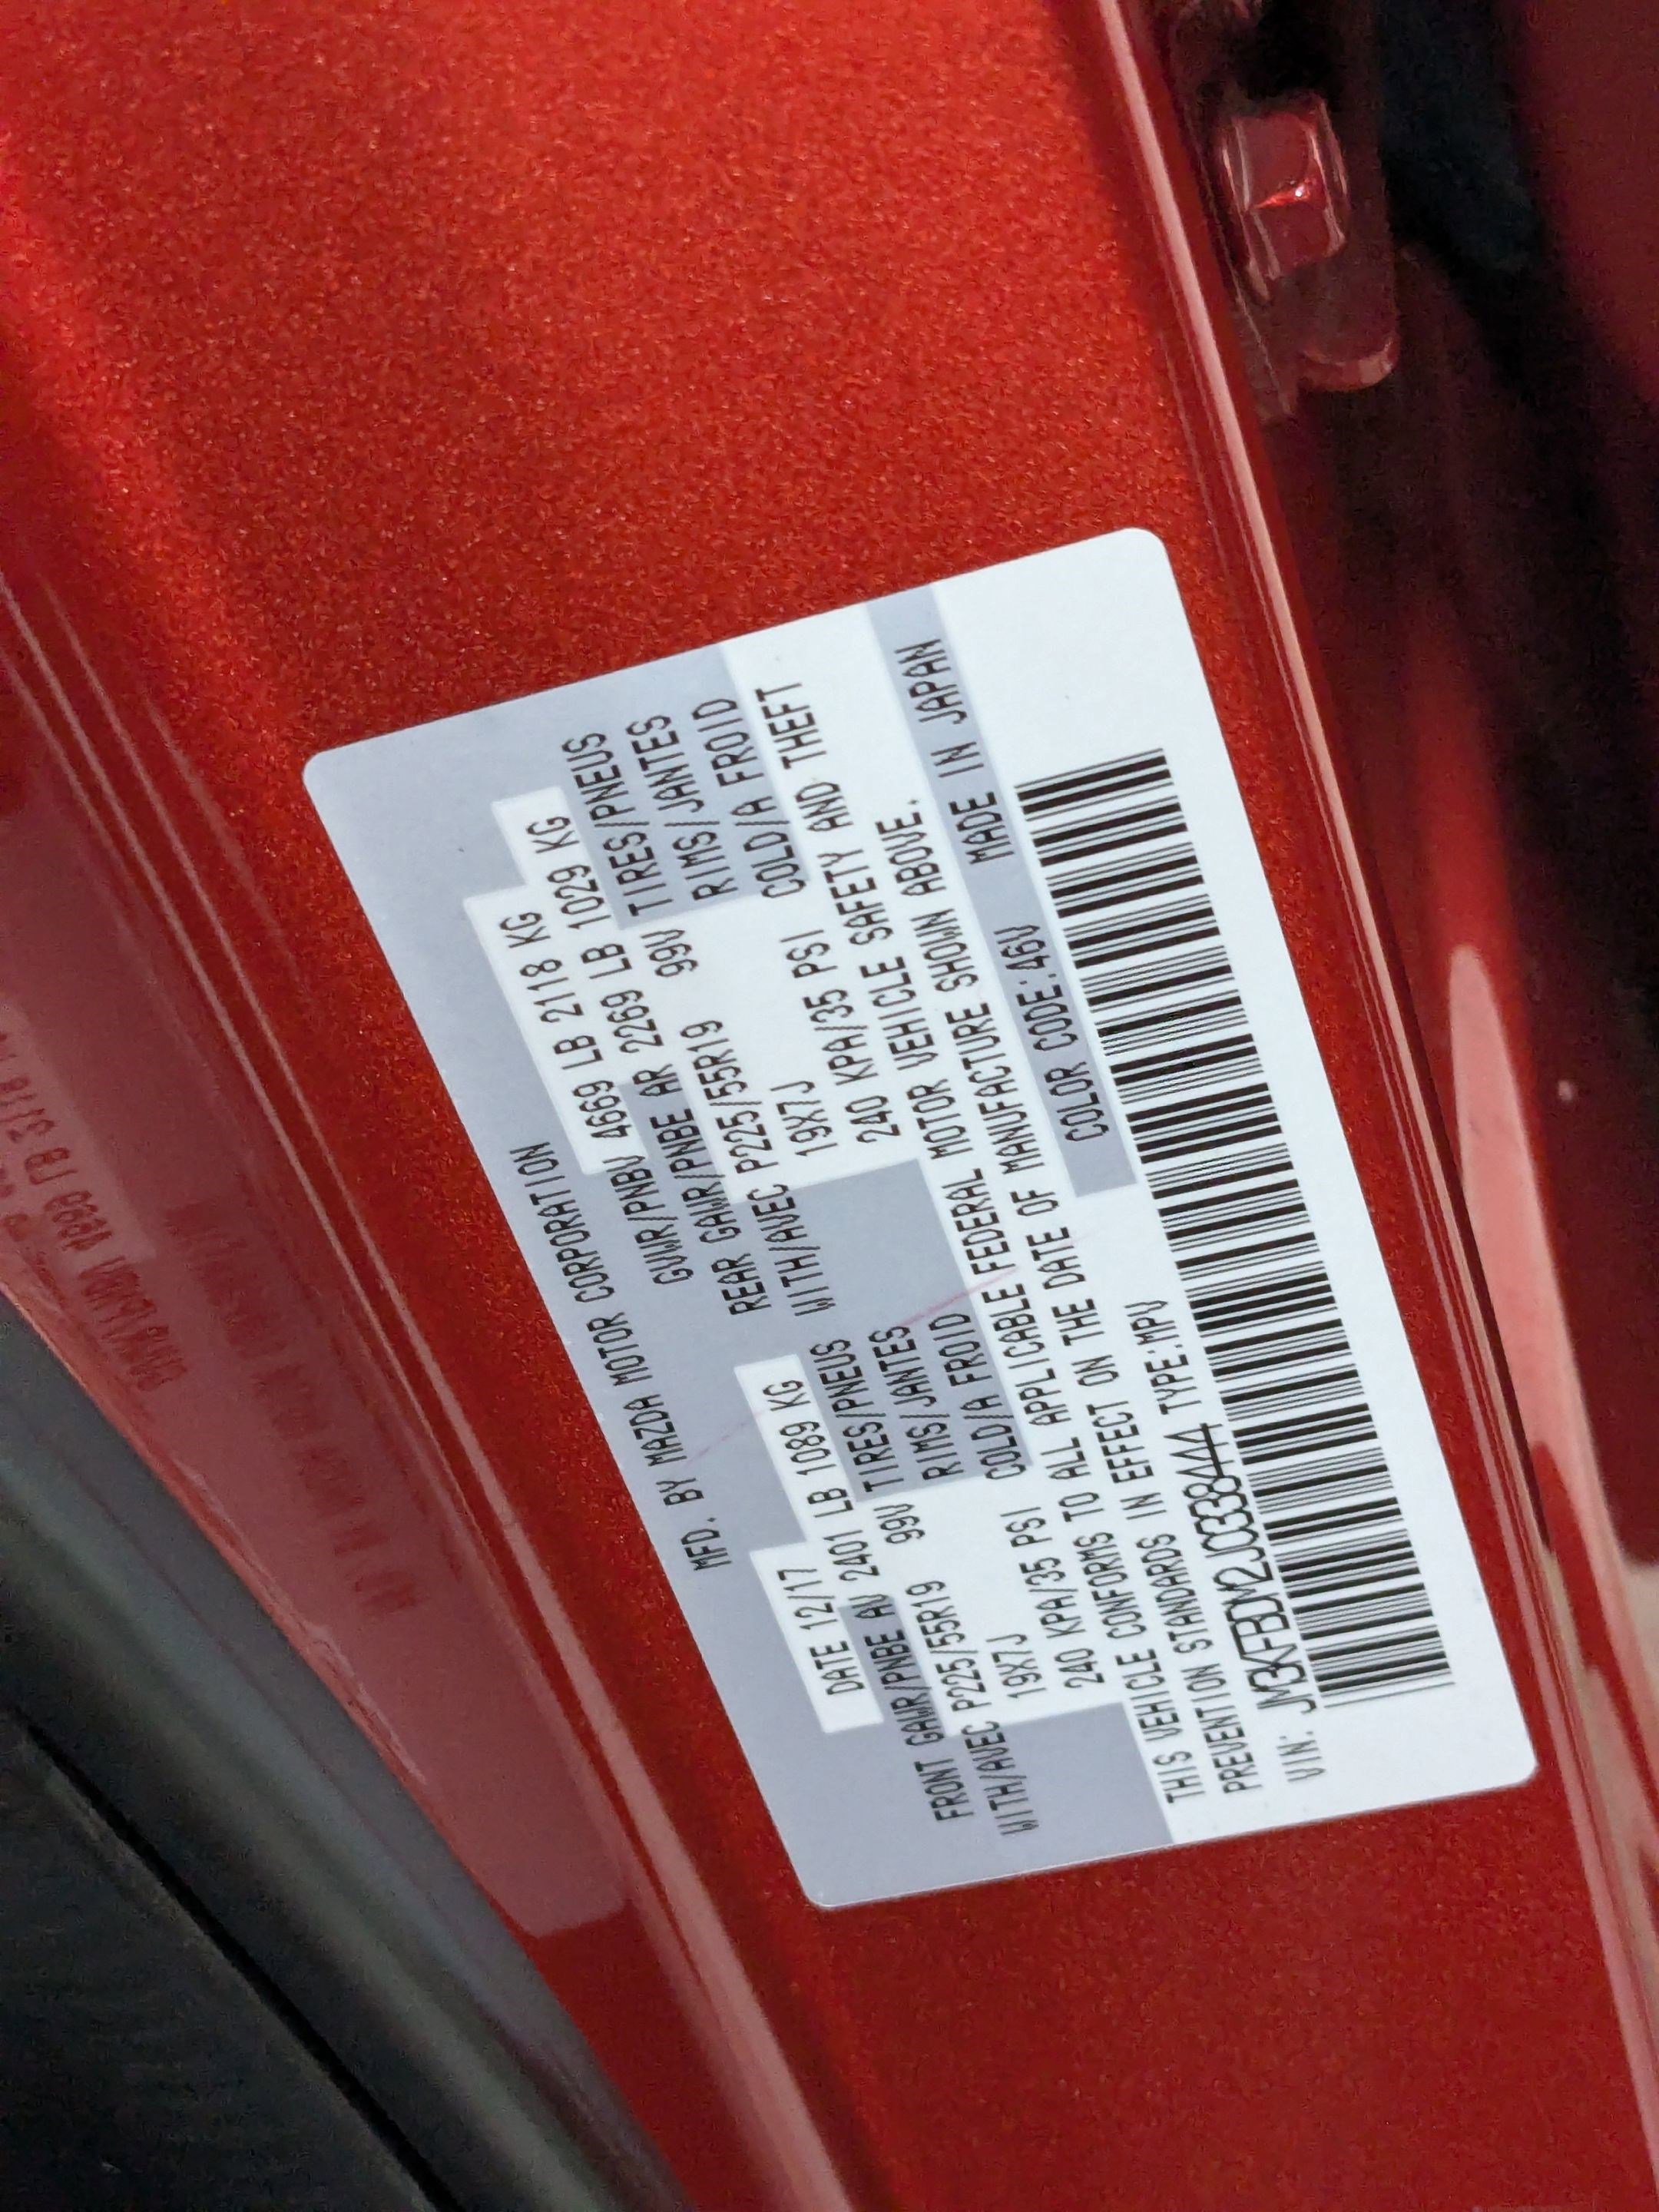 MFD. BY MAZDA MOTOR CORPORATION
DATE 12/17 GVWR/PNBV 4669 LB 2118 KG
FRONT GAWR/PNBE AV 2401 LB 1089 KG REAR GAWR/PNBE AR 2269 LB 1029 KG
WITH/AVEC P225/55R19 99V TIRES/PNEUS WITH/AVEC P225/55R19 99V TIRES/PNEUS
19X7J RIMS/JANTES 19X7J RIMS/JANTES
240 KPA/35 PSI COLD/A FROID 240 KPA/35 PSI COLD/A FROID
THIS VEHICLE CONFORMS TO ALL APPLICABLE FEDERAL MOTOR VEHICLE SAFETY AND THEFT
PREVENTION STANDARDS IN EFFECT ON THE DATE OF MANUFACTURE SHOWN ABOVE.
VIN: JM3KFBDM2J0338444 TYPE:MPV COLOR CODE:46V MADE IN JAPAN